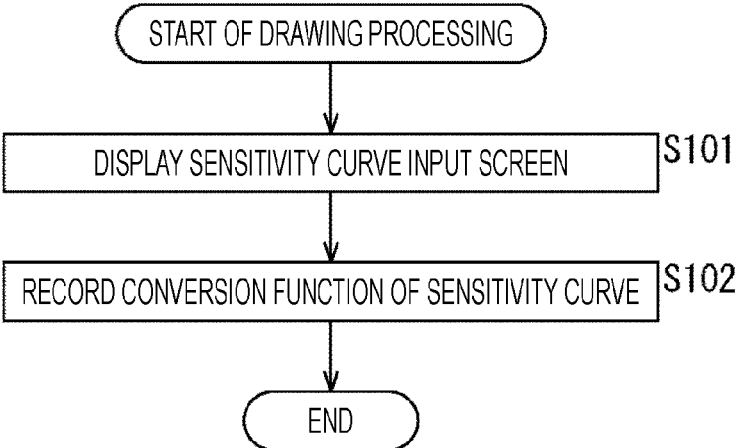 START OF DRAWING PROCESSING
DISPLAY SENSITIVITY CURVE INPUT SCREEN
S101
RECORD CONVERSION FUNCTION OF SENSITIVITY CURVE
S102
END